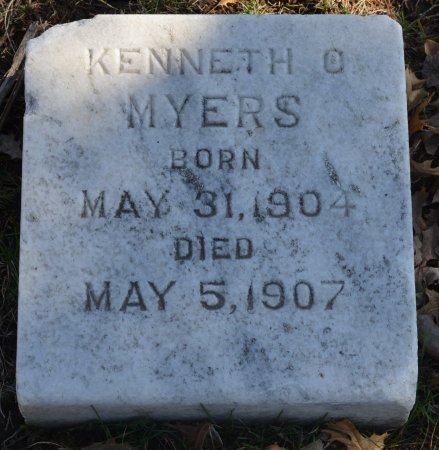 KENNETH O
MYERS
BORN
MAY 31, 1904
DIED
MAY 5, 1907